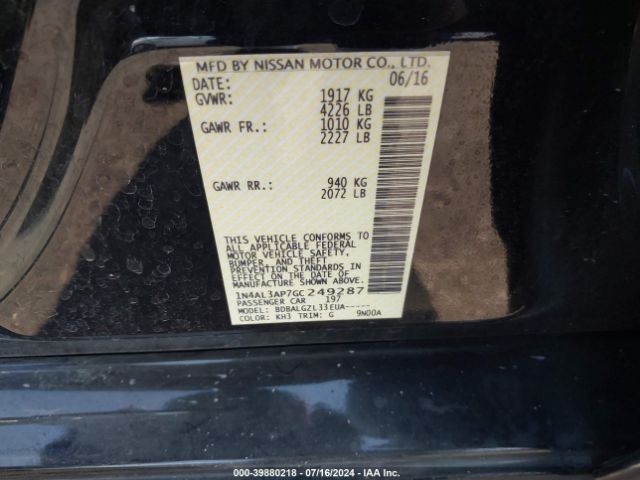 MFD BY NISSAN MOTOR CO., LTD.
DATE: 06/16
GVWR: 1917 KG
4226 LB
GAWR FR.: 1010 KG
2227 LB
GAWR RR.: 940 KG
2072 LB
THIS VEHICLE CONFORMS TO
ALL APPLICABLE FEDERAL
MOTOR VEHICLE SAFETY,
BUMPER, AND THEFT
PREVENTION STANDARDS IN
EFFECT ON THE DATE OF
MANUFACTURE SHOWN ABOVE.
1N4AL3AP7GC249287
PASSENGER CAR 197
MODEL: BDBALGZL33EUA-----
COLOR: KH3 TRIM: G 9N00A
000-39880218 - 07/16/2024 - IAA Inc.